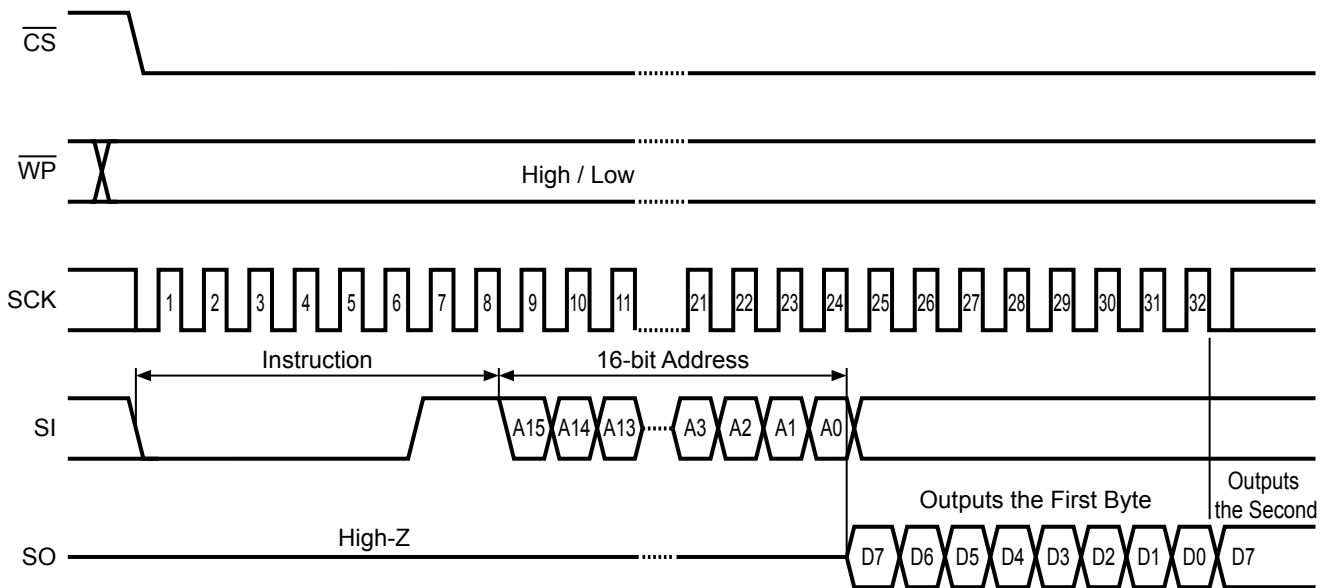 CS
WP
High / Low
SCK
1 2 3 4 5 6 7 8 9 10 11 21 22 23 24 25 26 27 28 29 30 31 32
Instruction
16-bit Address
SI
A15 A14 A13 A3 A2 A1 A0
Outputs the First Byte
Outputs
the Second
High-Z
SO
D7 D6 D5 D4 D3 D2 D1 D0 D7